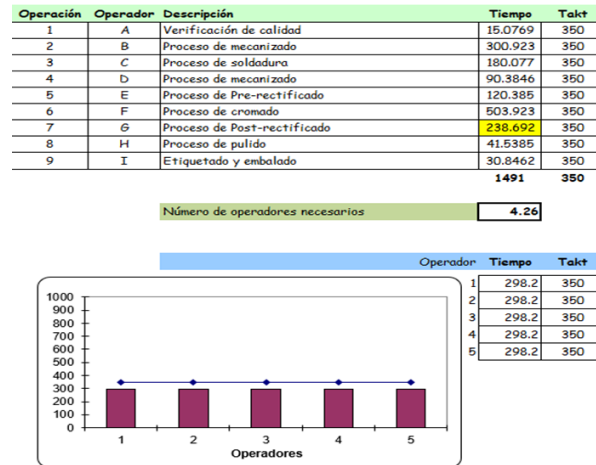 Operación Operador Descripción Tiempo Takt
1 A Verificación de calidad 15.0769 350
2 B Proceso de mecanizado 300.923 350
3 C Proceso de soldadura 180.077 350
4 D Proceso de mecanizado 90.3846 350
5 E Proceso de Pre-rectificado 120.385 350
6 F Proceso de cromado 503.923 350
7 G Proceso de Post-rectificado 238.692 350
8 H Proceso de pulido 41.5385 350
9 I Etiquetado y embalado 30.8462 350
1491 350
Número de operadores necesarios 4.26
Operador Tiempo Takt
1 298.2 350
2 298.2 350
3 298.2 350
4 298.2 350
5 298.2 350
1000
900
800
700
600
500
400
300
200
100
0
1 2 3 4 5
Operadores